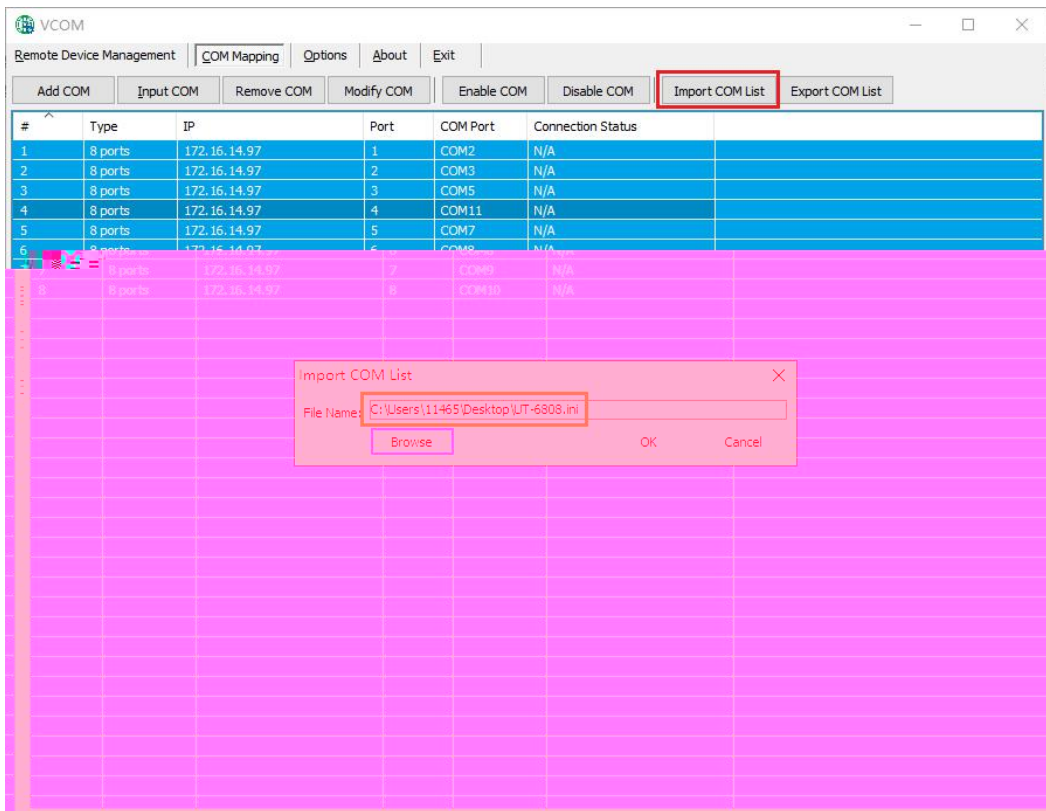 VCOM
Remote Device Management COM Mapping Options About Exit
Add COM Input COM Remove COM Modify COM Enable COM Disable COM Import COM List Export COM List
# Type IP Port COM Port Connection Status
1 8 ports 172.16.14.97 1 COM2 N/A
2 8 ports 172.16.14.97 2 COM3 N/A
3 8 ports 172.16.14.97 3 COM5 N/A
4 8 ports 172.16.14.97 4 COM11 N/A
5 8 ports 172.16.14.97 5 COM7 N/A
6 8 ports 172.16.14.97 6 COM8 N/A
8 ports 172.16.14.97 7 COM9 N/A
8 8 ports 172.16.14.97 8 COM10 N/A
Import COM List
File Name: C:\Users\11465\Desktop\UT-6808.ini
Browse OK Cancel